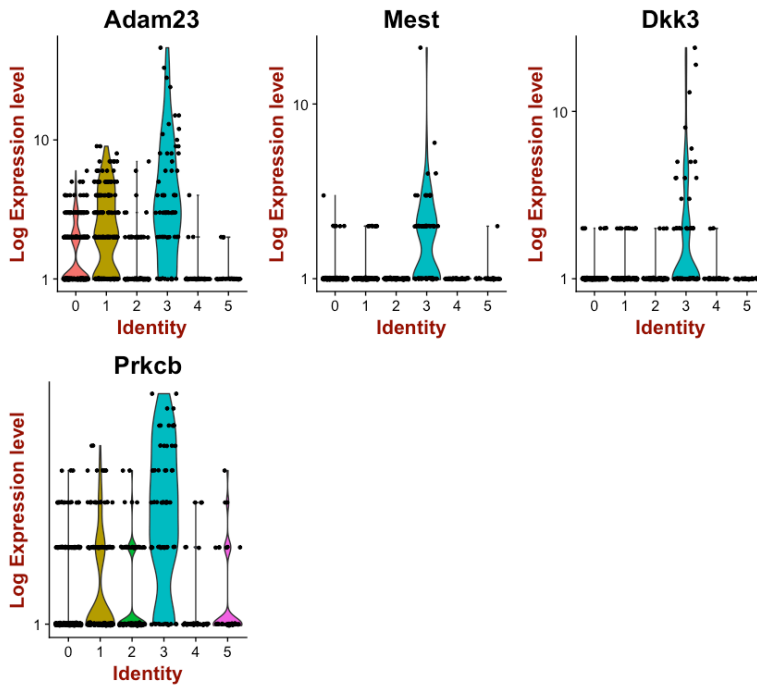 Adam23
Mest
Dkk3
Log Expression level
10
1
0 1 2 3 4 5
Identity
Log Expression level
10
1
0 1 2 3 4 5
Identity
Log Expression level
10
1
0 1 2 3 4 5
Identity
Prkcb
Log Expression level
1
0 1 2 3 4 5
Identity